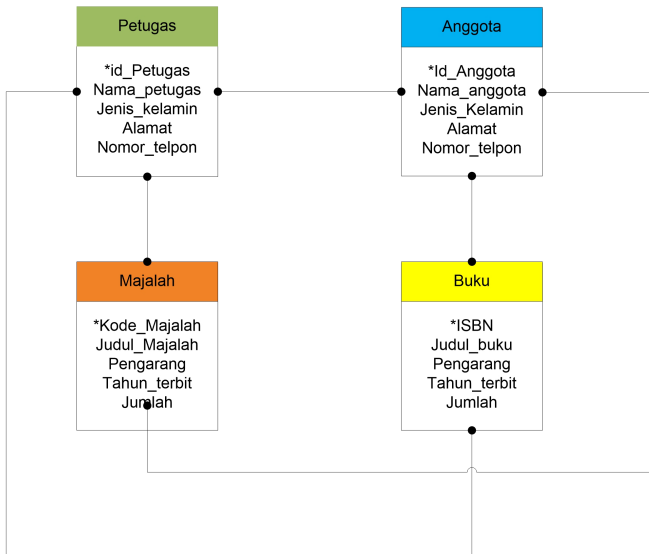 Petugas
*id_Petugas
Nama_petugas
Jenis_kelamin
Alamat
Nomor_telpon
Anggota
*Id_Anggota
Nama_anggota
Jenis_Kelamin
Alamat
Nomor_telpon
Majalah
*Kode_Majalah
Judul_Majalah
Pengarang
Tahun_terbit
Jumlah
Buku
*ISBN
Judul_buku
Pengarang
Tahun_terbit
Jumlah